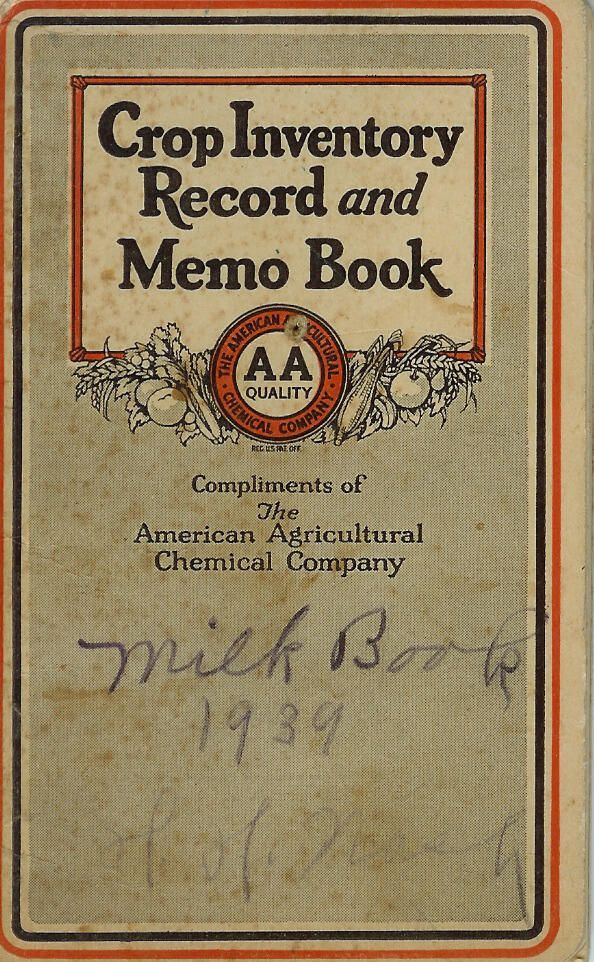 Crop Inventory
Record and
Memo Book
THE AMERICAN AGRICULTURAL
AA
QUALITY
CHEMICAL COMPANY
REG. U.S. PAT. OFF.
Compliments of
The
American Agricultural
Chemical Company
Milk Book
1939
H. H.